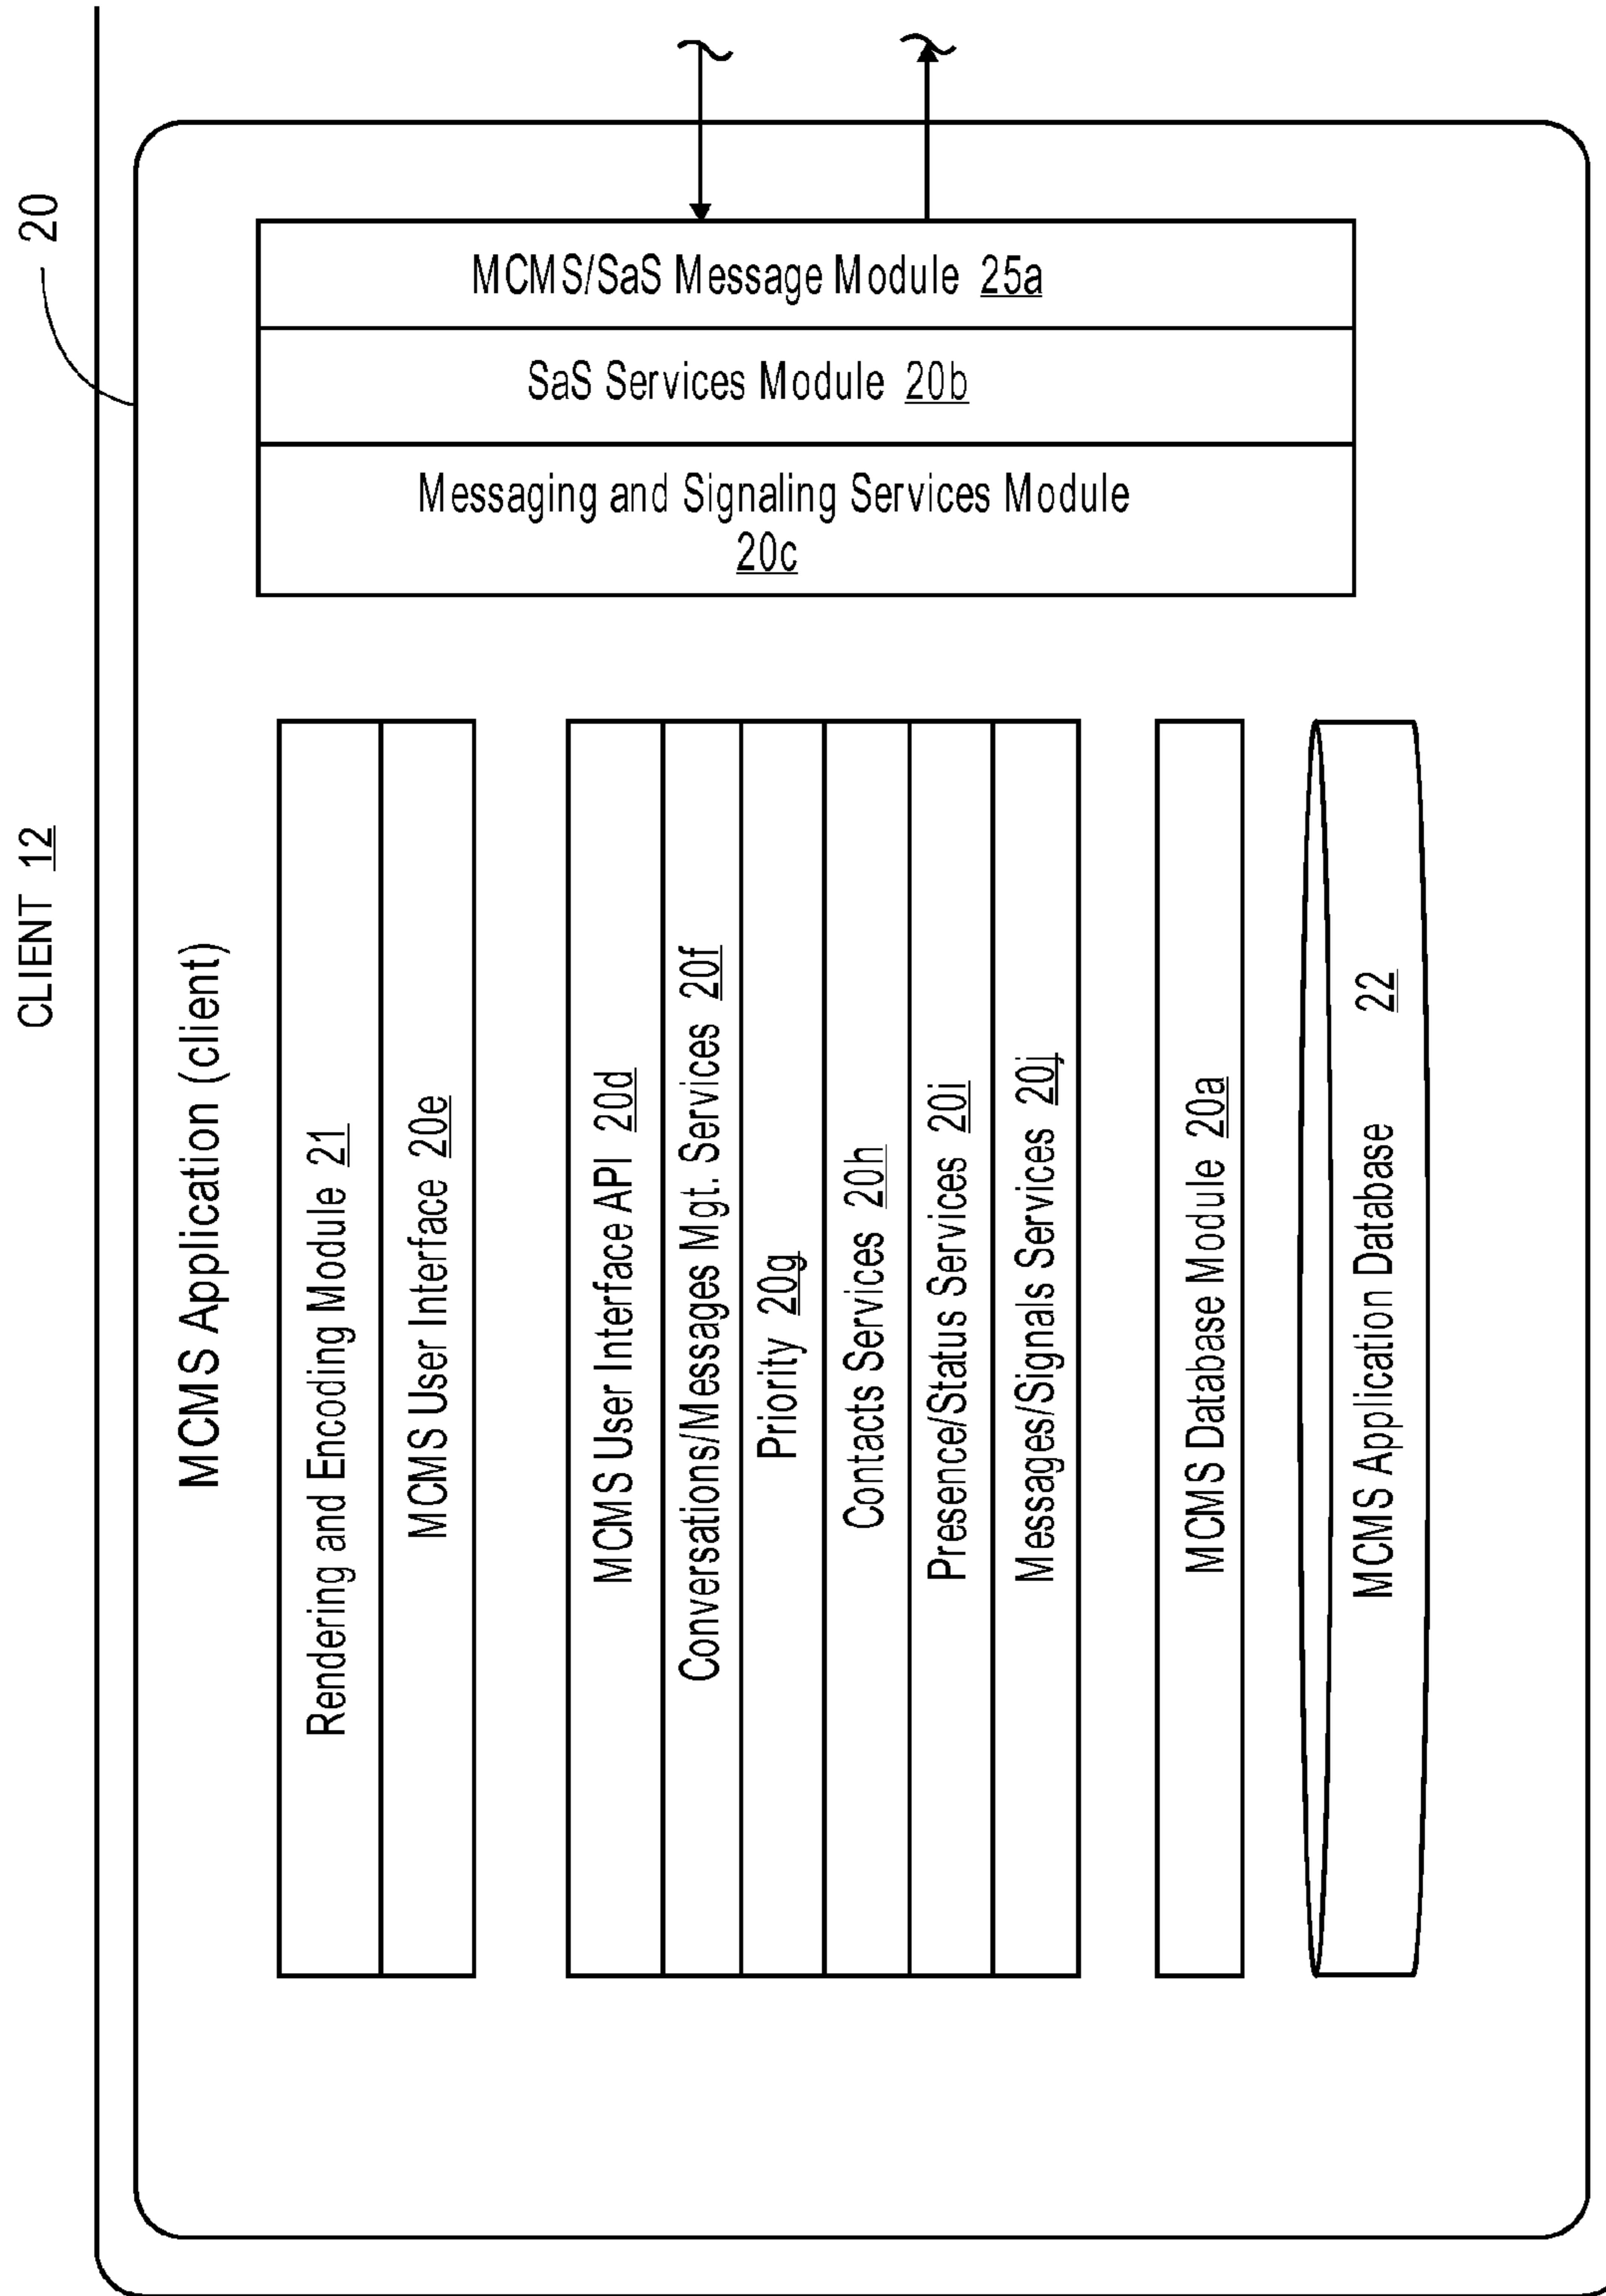 CLIENT 12
20
MCMS Application (client)
Rendering and Encoding Module 21
MCMS User Interface 20e
MCMS User Interface API 20d
Conversations/Messages Mgt. Services 20f
Priority 20g
Contacts Services 20h
Presence/Status Services 20i
Messages/Signals Services 20j
MCMS Database Module 20a
MCMS Application Database 22
MCMS/SaS Message Module 25a
SaS Services Module 20b
Messaging and Signaling Services Module
20c